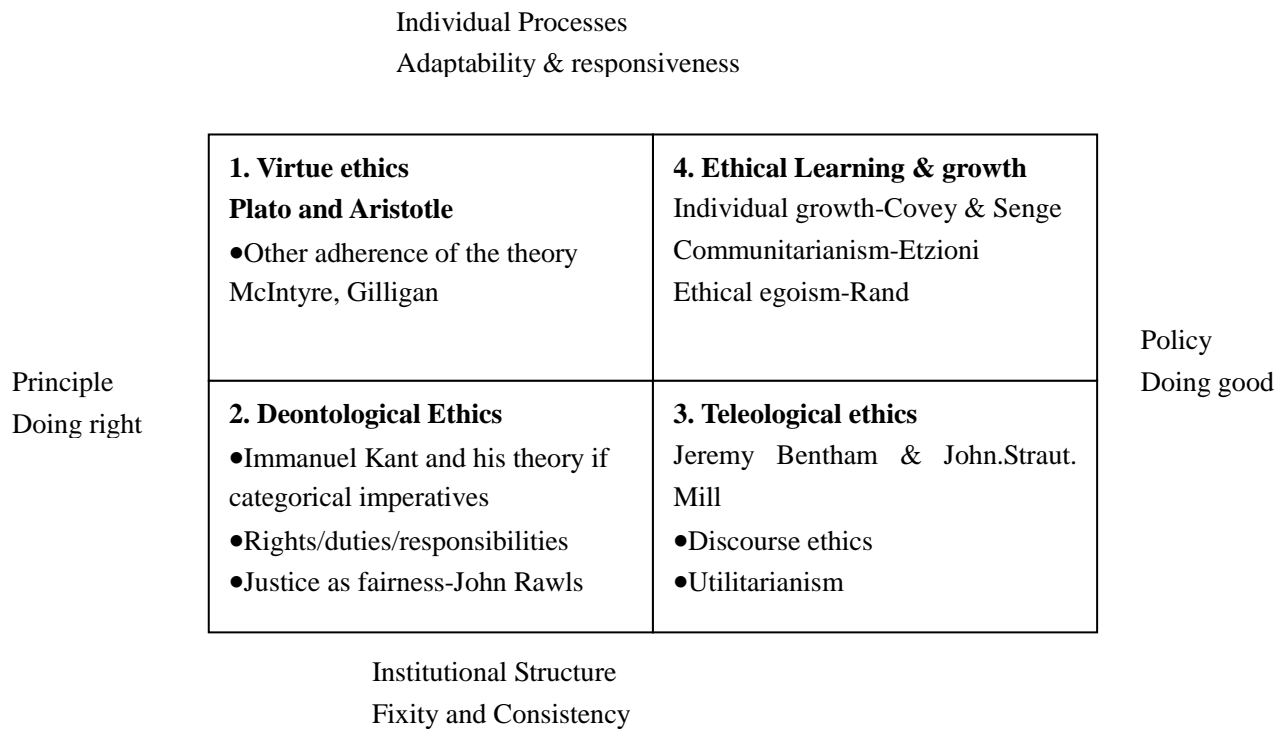 Individual Processes
Adaptability & responsiveness
1. Virtue ethics
Plato and Aristotle
●Other adherence of the theory
McIntyre, Gilligan
4. Ethical Learning & growth
Individual growth-Covey & Senge
Communitarianism-Etzioni
Ethical egoism-Rand
Principle
Doing right
Policy
Doing good
2. Deontological Ethics
●Immanuel Kant and his theory if
categorical imperatives
●Rights/duties/responsibilities
●Justice as fairness-John Rawls
3. Teleological ethics
Jeremy Bentham & John.Straut.
Mill
●Discourse ethics
●Utilitarianism
Institutional Structure
Fixity and Consistency